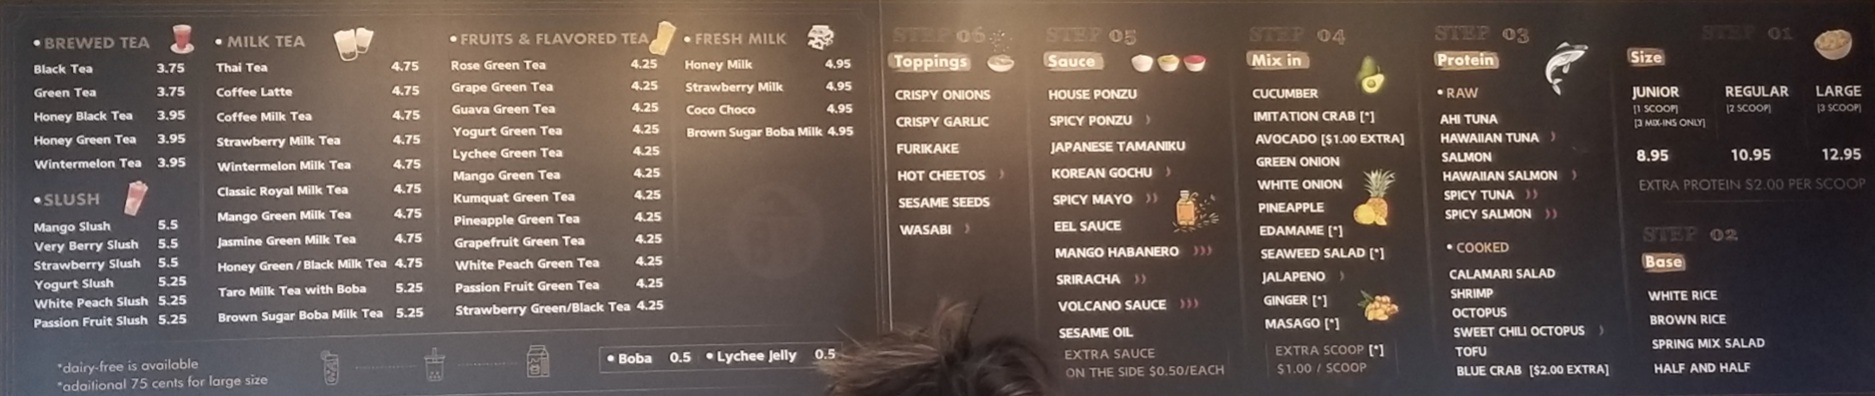 • BREWED TEA
Black Tea 3.75
Green Tea 3.75
Honey Black Tea 3.95
Honey Green Tea 3.95
Wintermelon Tea 3.95
• SLUSH
Mango Slush 5.5
Very Berry Slush 5.5
Strawberry Slush 5.5
Yogurt Slush 5.25
White Peach Slush 5.25
Passion Fruit Slush 5.25
• MILK TEA
Thai Tea 4.75
Coffee Latte 4.75
Coffee Milk Tea 4.75
Strawberry Milk Tea 4.75
Wintermelon Milk Tea 4.75
Classic Royal Milk Tea 4.75
Mango Green Milk Tea 4.75
Jasmine Green Milk Tea 4.75
Honey Green / Black Milk Tea 4.75
Taro Milk Tea with Boba 5.25
Brown Sugar Boba Milk Tea 5.25
• FRUITS & FLAVORED TEA
Rose Green Tea 4.25
Grape Green Tea 4.25
Guava Green Tea 4.25
Yogurt Green Tea 4.25
Lychee Green Tea 4.25
Mango Green Tea 4.25
Kumquat Green Tea 4.25
Pineapple Green Tea 4.25
Grapefruit Green Tea 4.25
White Peach Green Tea 4.25
Passion Fruit Green Tea 4.25
Strawberry Green/Black Tea 4.25
• FRESH MILK
Honey Milk 4.95
Strawberry Milk 4.95
Coco Choco 4.95
Brown Sugar Boba Milk 4.95
*dairy-free is available
*additional 75 cents for large size
• Boba 0.5 • Lychee Jelly 0.5
STEP 06
Toppings
CRISPY ONIONS
CRISPY GARLIC
FURIKAKE
HOT CHEETOS
SESAME SEEDS
WASABI
STEP 05
Sauce
HOUSE PONZU
SPICY PONZU
JAPANESE TAMANIKU
KOREAN GOCHU
SPICY MAYO
EEL SAUCE
MANGO HABANERO
SRIRACHA
VOLCANO SAUCE
SESAME OIL
EXTRA SAUCE
ON THE SIDE $0.50/EACH
STEP 04
Mix in
CUCUMBER
IMITATION CRAB [*]
AVOCADO [$1.00 EXTRA]
GREEN ONION
WHITE ONION
PINEAPPLE
EDAMAME [*]
SEAWEED SALAD [*]
JALAPENO
GINGER [*]
MASAGO [*]
EXTRA SCOOP [*]
$1.00 / SCOOP
STEP 03
Protein
• RAW
AHI TUNA
HAWAIIAN TUNA
SALMON
HAWAIIAN SALMON
SPICY TUNA
SPICY SALMON
• COOKED
CALAMARI SALAD
SHRIMP
OCTOPUS
SWEET CHILI OCTOPUS
TOFU
BLUE CRAB [$2.00 EXTRA]
STEP 01
Size
JUNIOR REGULAR LARGE
[1 SCOOP] [2 SCOOP] [3 SCOOP]
[3 MIX-INS ONLY]
8.95 10.95 12.95
EXTRA PROTEIN $2.00 PER SCOOP
STEP 02
Base
WHITE RICE
BROWN RICE
SPRING MIX SALAD
HALF AND HALF